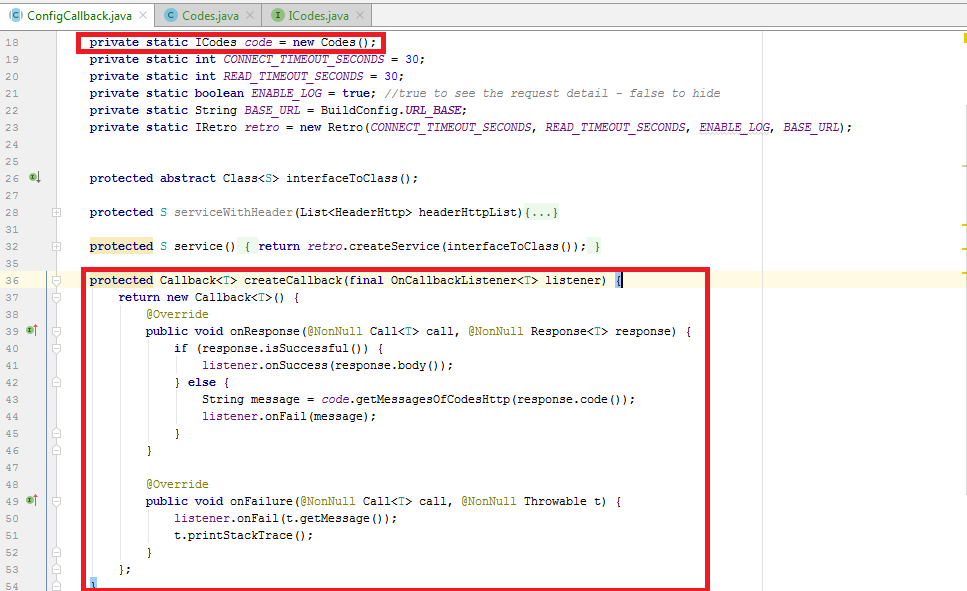 ConfigCallback.java × Codes.java × ICodes.java ×
18 private static ICodes code = new Codes();
19 private static int CONNECT_TIMEOUT_SECONDS = 30;
20 private static int READ_TIMEOUT_SECONDS = 30;
21 private static boolean ENABLE_LOG = true; //true to see the request detail - false to hide
22 private static String BASE_URL = BuildConfig.URL_BASE;
23 private static IRetro retro = new Retro(CONNECT_TIMEOUT_SECONDS, READ_TIMEOUT_SECONDS, ENABLE_LOG, BASE_URL);
24
25
26 protected abstract Class<S> interfaceToClass();
27
28 protected S serviceWithHeader(List<HeaderHttp> headerHttpList){...}
31
32 protected S service() { return retro.createService(interfaceToClass()); }
35
36 protected Callback<T> createCallback(final OnCallbackListener<T> listener) {
37 return new Callback<T>() {
38 @Override
39 public void onResponse(@NonNull Call<T> call, @NonNull Response<T> response) {
40 if (response.isSuccessful()) {
41 listener.onSuccess(response.body());
42 } else {
43 String message = code.getMessagesOfCodesHttp(response.code());
44 listener.onFail(message);
45 }
46 }
47
48 @Override
49 public void onFailure(@NonNull Call<T> call, @NonNull Throwable t) {
50 listener.onFail(t.getMessage());
51 t.printStackTrace();
52 }
53 };
54 }